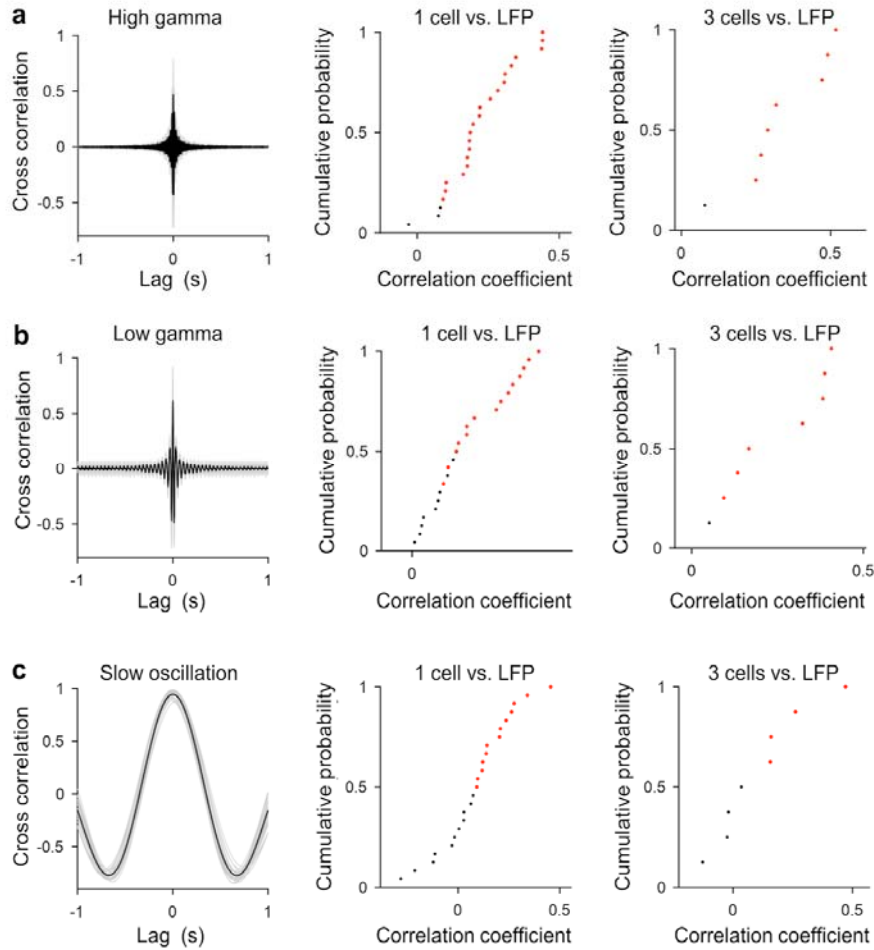 a
High gamma
1 cell vs. LFP
3 cells vs. LFP
Cross correlation
1
0.5
0
-0.5
-1
0
1
Lag (s)
Cumulative probability
1
0.5
0
0
0.5
Correlation coefficient
Cumulative probability
1
0.5
0
0
0.5
Correlation coefficient
b
Low gamma
1 cell vs. LFP
3 cells vs. LFP
Cross correlation
1
0.5
0
-0.5
-1
0
1
Lag (s)
Cumulative probability
1
0.5
0
0
Correlation coefficient
Cumulative probability
1
0.5
0
0
0.5
Correlation coefficient
c
Slow oscillation
1 cell vs. LFP
3 cells vs. LFP
Cross correlation
1
0.5
0
-0.5
-1
0
1
Lag (s)
Cumulative probability
1
0.5
0
0
0.5
Correlation coefficient
Cumulative probability
1
0.5
0
0
0.5
Correlation coefficient